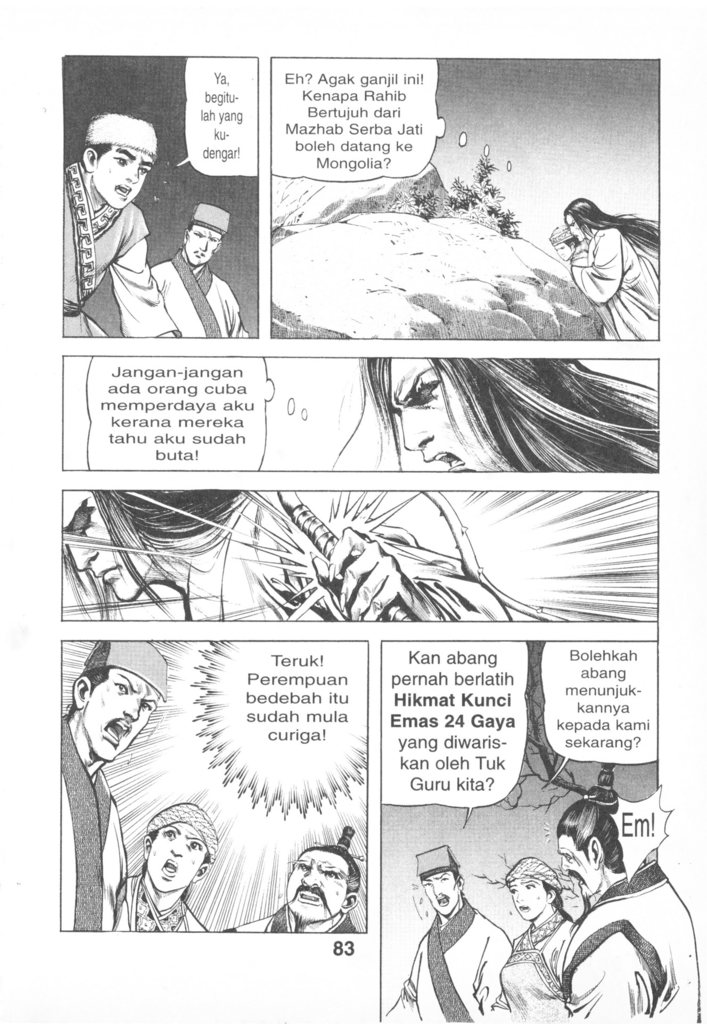 Ya,
begitu-
lah yang
ku-
dengar!
Eh? Agak ganjil ini!
Kenapa Rahib
Bertujuh dari
Mazhab Serba Jati
boleh datang ke
Mongolia?
Jangan-jangan
ada orang cuba
memperdaya aku
kerana mereka
tahu aku sudah
buta!
Teruk!
Perempuan
bedebah itu
sudah mula
curiga!
Kan abang
pernah berlatih
Hikmat Kunci
Emas 24 Gaya
yang diwaris-
kan oleh Tuk
Guru kita?
Bolehkah
abang
menunjuk-
kannya
kepada kami
sekarang?
Em!
83